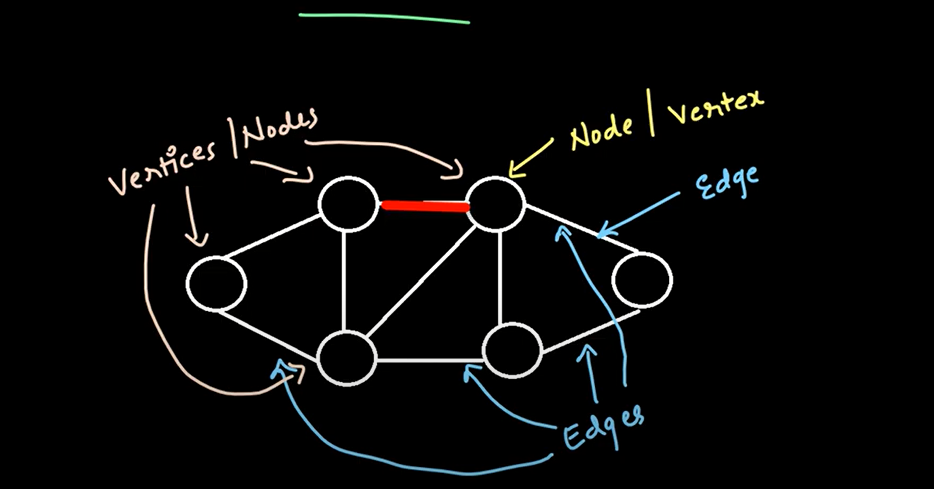 Vertices | Nodes
Node | Vertex
Edge
Edges